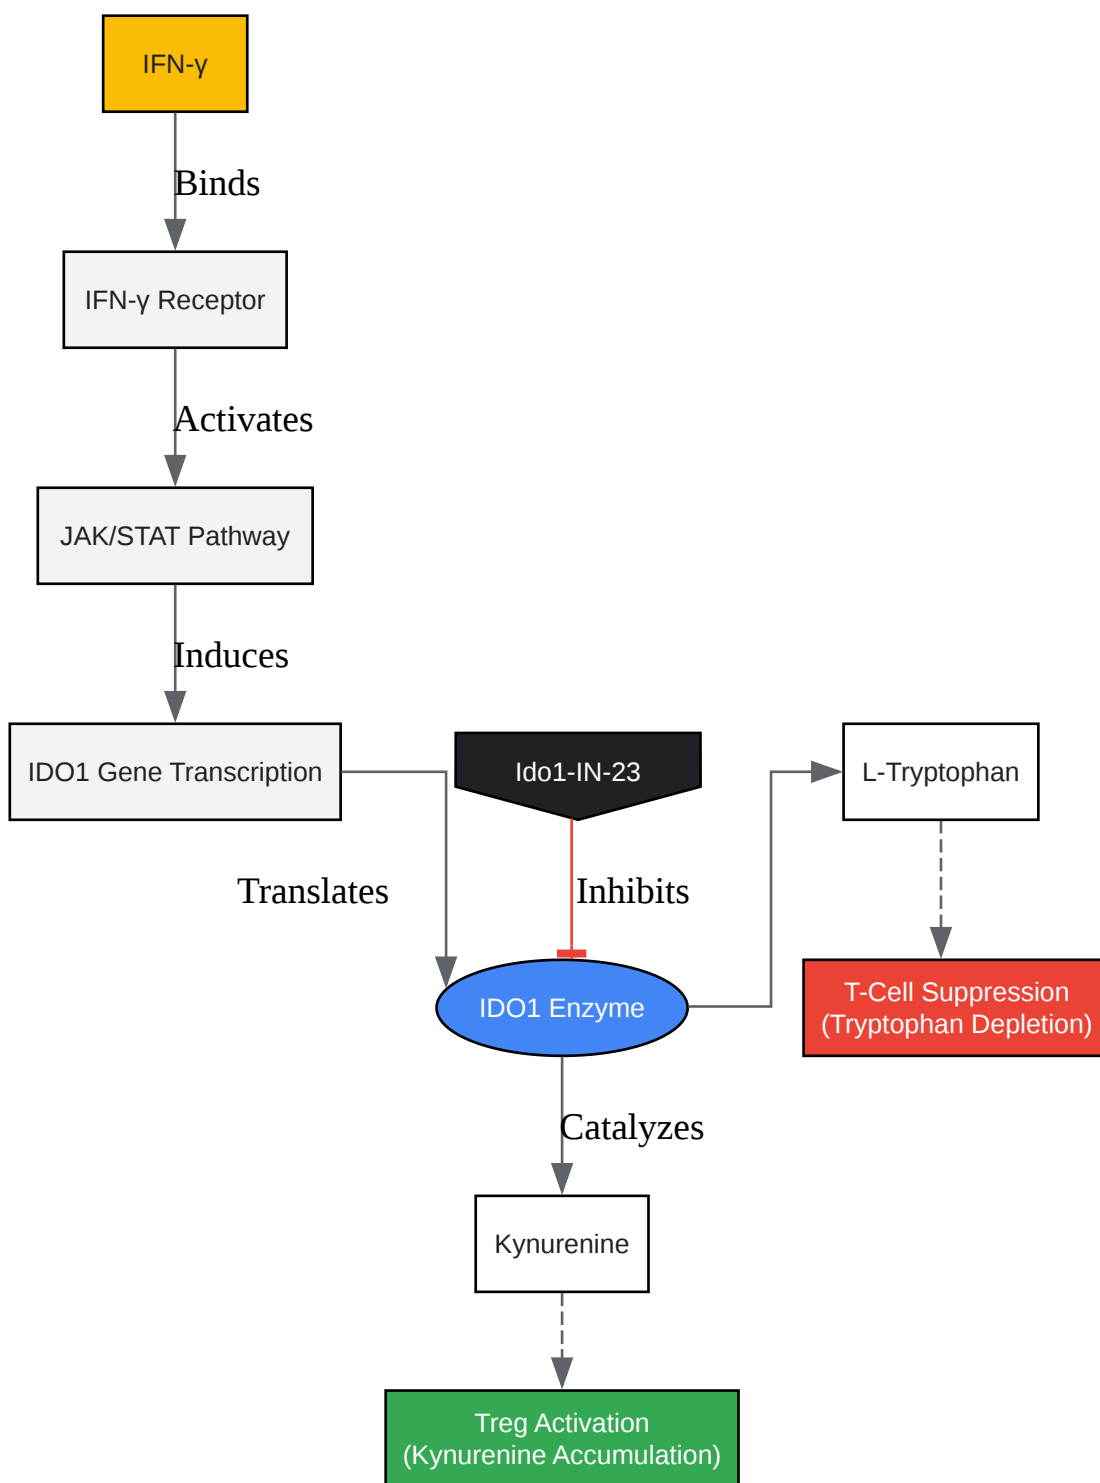 IFN-γ
Binds
IFN-γ Receptor
Activates
JAK/STAT Pathway
Induces
IDO1 Gene Transcription
Ido1-IN-23
L-Tryptophan
Translates
Inhibits
IDO1 Enzyme
T-Cell Suppression
(Tryptophan Depletion)
Catalyzes
Kynurenine
Treg Activation
(Kynurenine Accumulation)